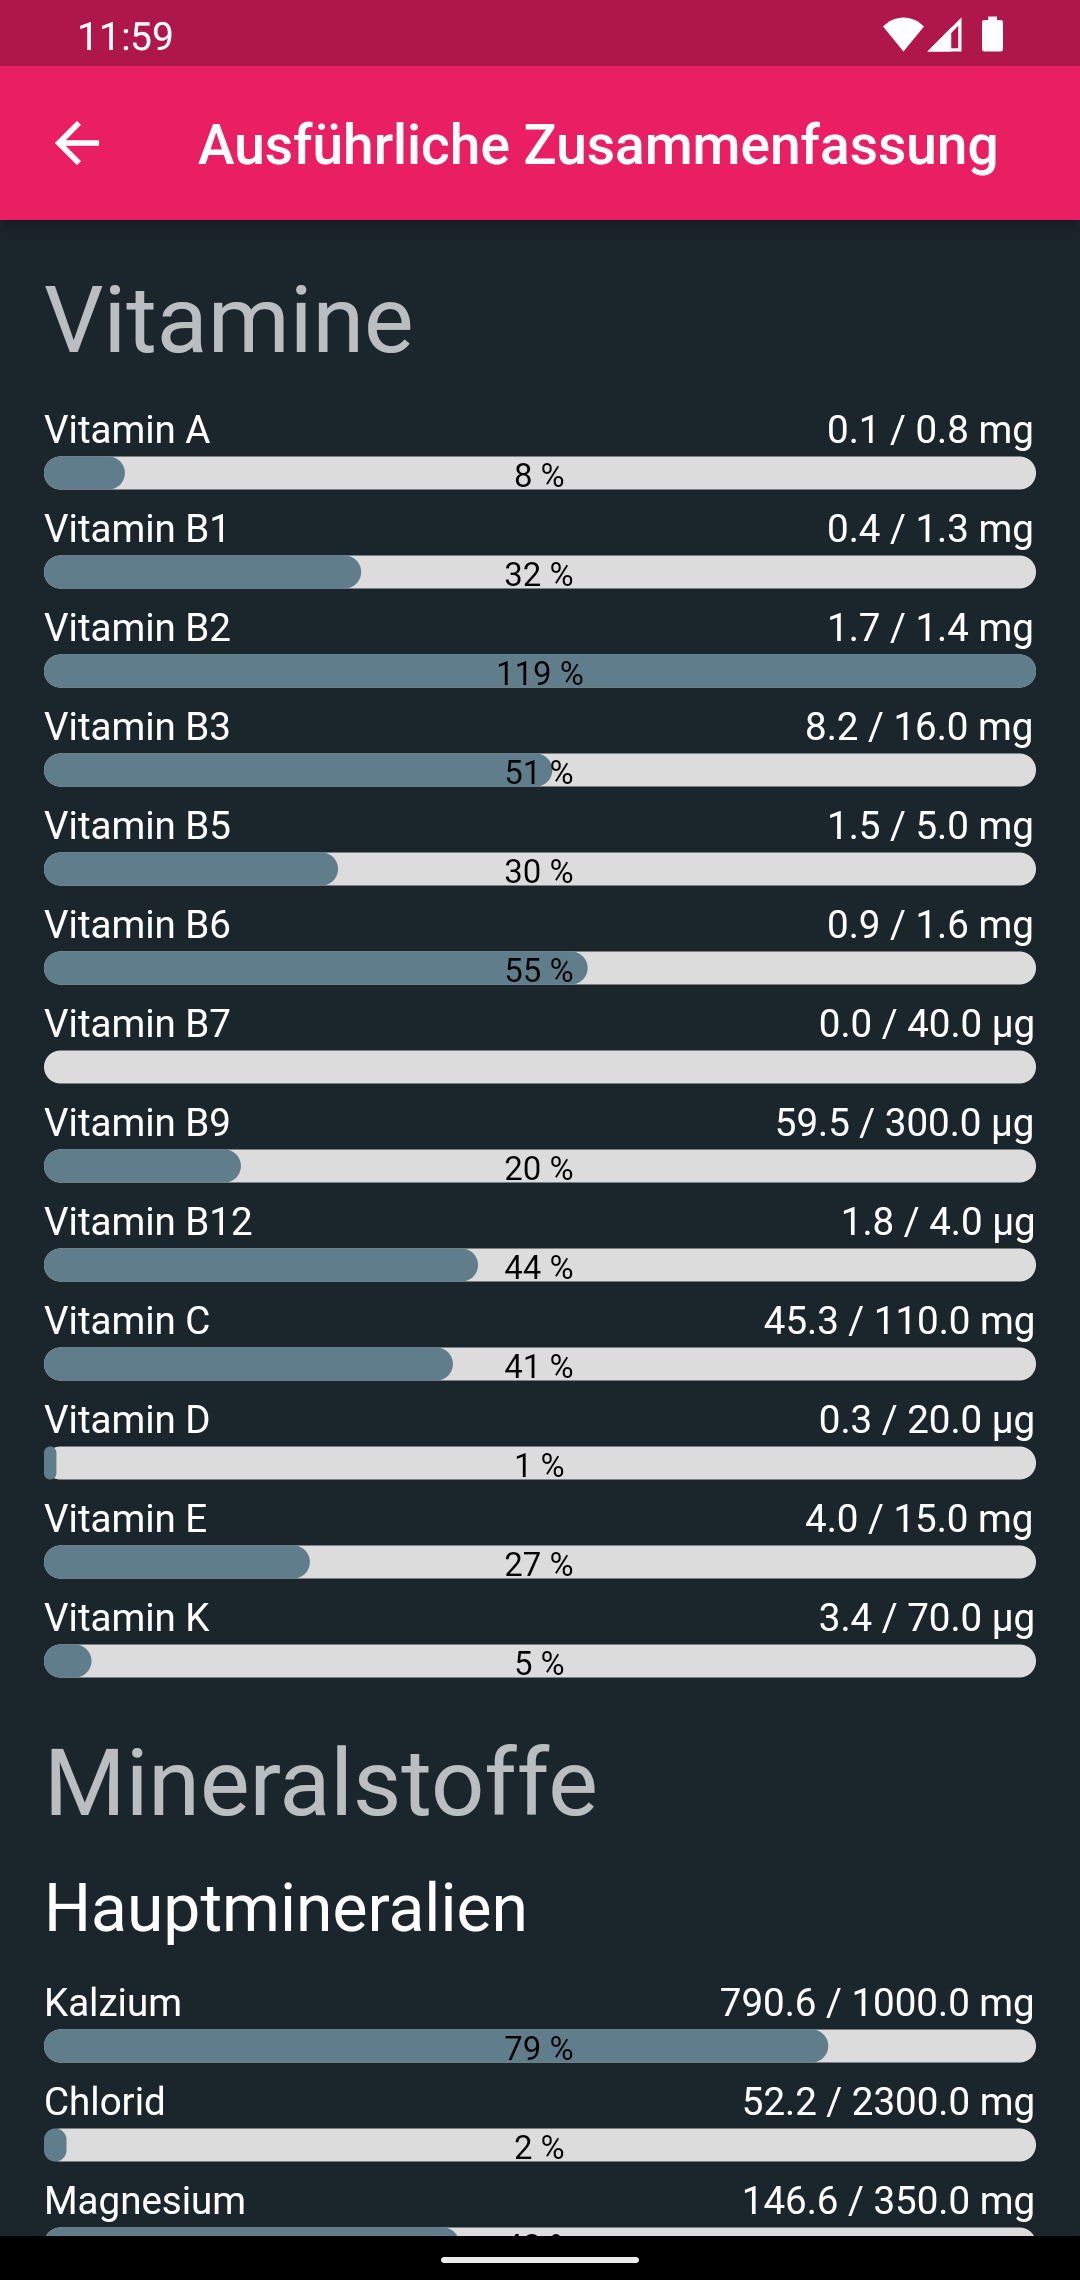 11:59
Ausführliche Zusammenfassung
Vitamine
Vitamin A 0.1 / 0.8 mg
8 %
Vitamin B1 0.4 / 1.3 mg
32 %
Vitamin B2 1.7 / 1.4 mg
119 %
Vitamin B3 8.2 / 16.0 mg
51 %
Vitamin B5 1.5 / 5.0 mg
30 %
Vitamin B6 0.9 / 1.6 mg
55 %
Vitamin B7 0.0 / 40.0 µg
Vitamin B9 59.5 / 300.0 µg
20 %
Vitamin B12 1.8 / 4.0 µg
44 %
Vitamin C 45.3 / 110.0 mg
41 %
Vitamin D 0.3 / 20.0 µg
1 %
Vitamin E 4.0 / 15.0 mg
27 %
Vitamin K 3.4 / 70.0 µg
5 %
Mineralstoffe
Hauptmineralien
Kalzium 790.6 / 1000.0 mg
79 %
Chlorid 52.2 / 2300.0 mg
2 %
Magnesium 146.6 / 350.0 mg